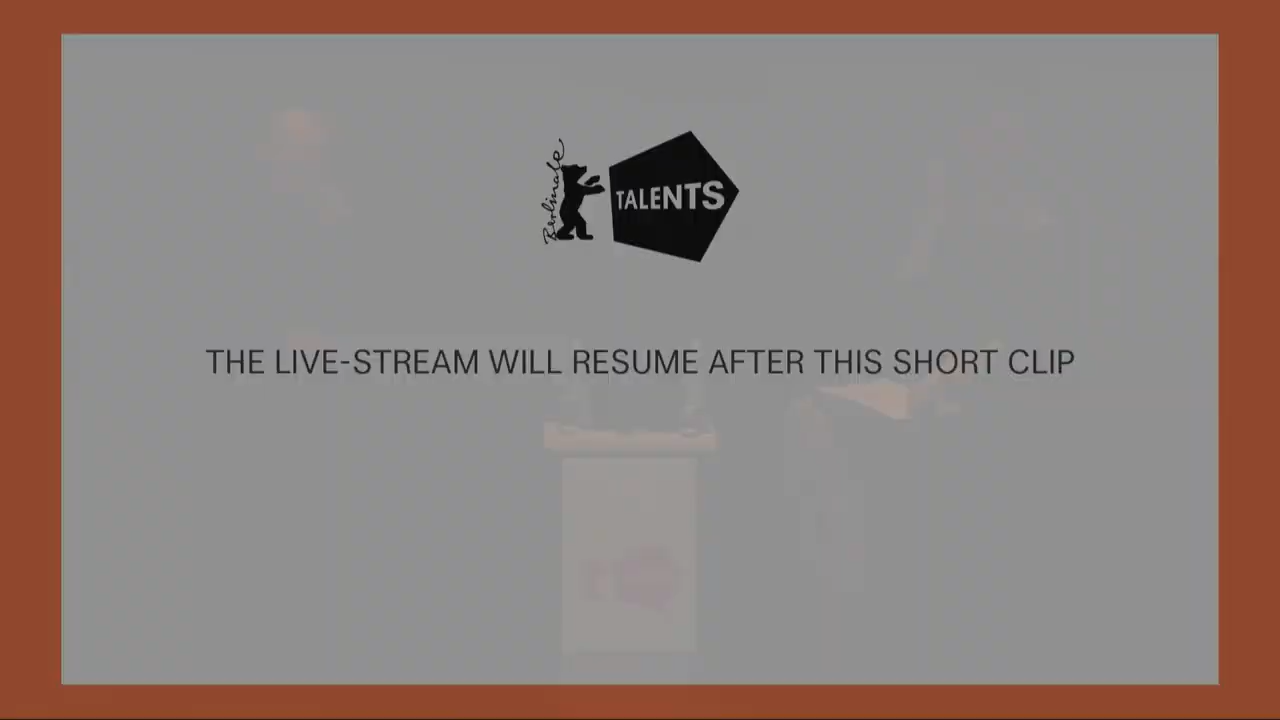 Berlinale
TALENTS
THE LIVE-STREAM WILL RESUME AFTER THIS SHORT CLIP